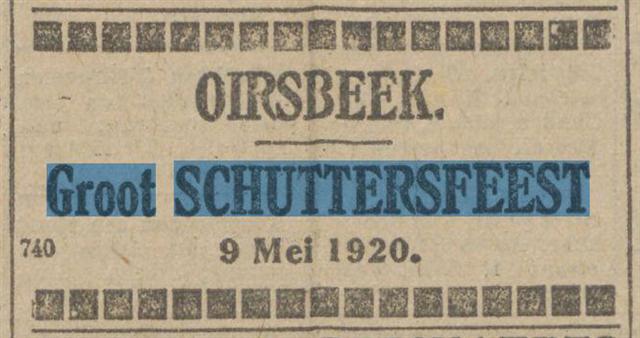 OIRSBEEK.
Groot SCHUTTERSFEEST
740 9 Mei 1920.